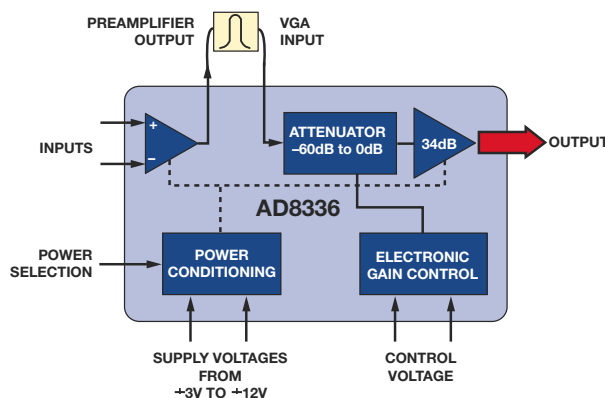 PREAMPLIFIER
OUTPUT
VGA
INPUT
+
−
INPUTS
ATTENUATOR
–60dB to 0dB
34dB
OUTPUT
AD8336
POWER
SELECTION
POWER
CONDITIONING
ELECTRONIC
GAIN CONTROL
SUPPLY VOLTAGES
FROM
±3V TO ±12V
CONTROL
VOLTAGE